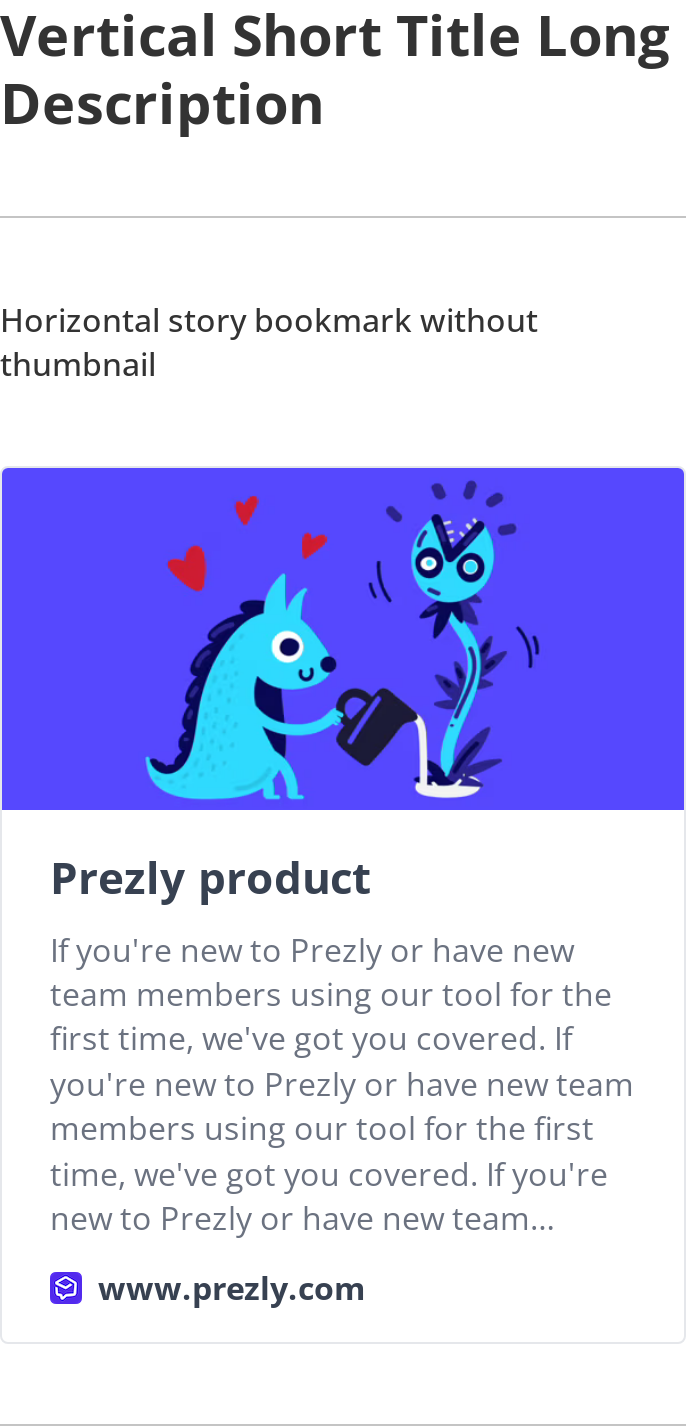 Vertical Short Title Long
Description
Horizontal story bookmark without
thumbnail
Prezly product
If you're new to Prezly or have new
team members using our tool for the
first time, we've got you covered. If
you're new to Prezly or have new team
members using our tool for the first
time, we've got you covered. If you're
new to Prezly or have new team...
www.prezly.com